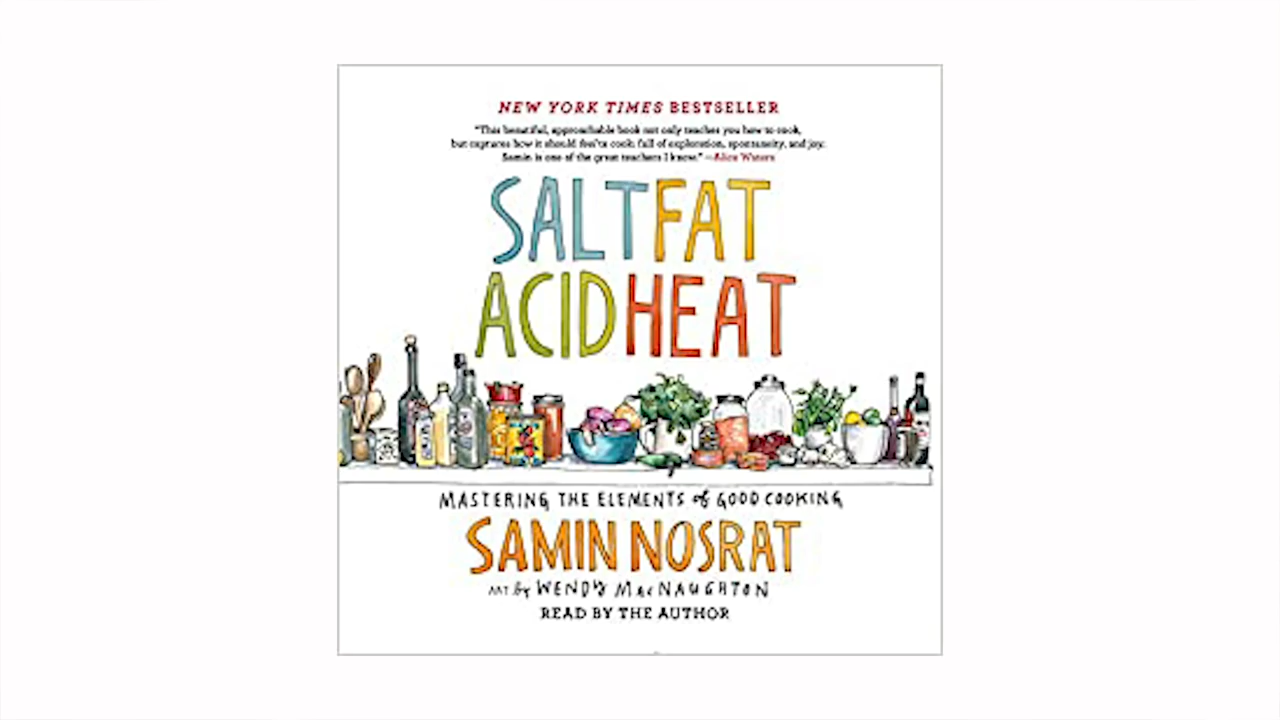 NEW YORK TIMES BESTSELLER
"This beautiful, approachable book not only teaches you how to cook,
but captures how it should feel to cook: full of exploration, spontaneity, and joy.
Samin is one of the great teachers I know." —Alice Waters
SALT FAT
ACID HEAT
MASTERING THE ELEMENTS of GOOD COOKING
SAMIN NOSRAT
ART by WENDY MACNAUGHTON
READ BY THE AUTHOR